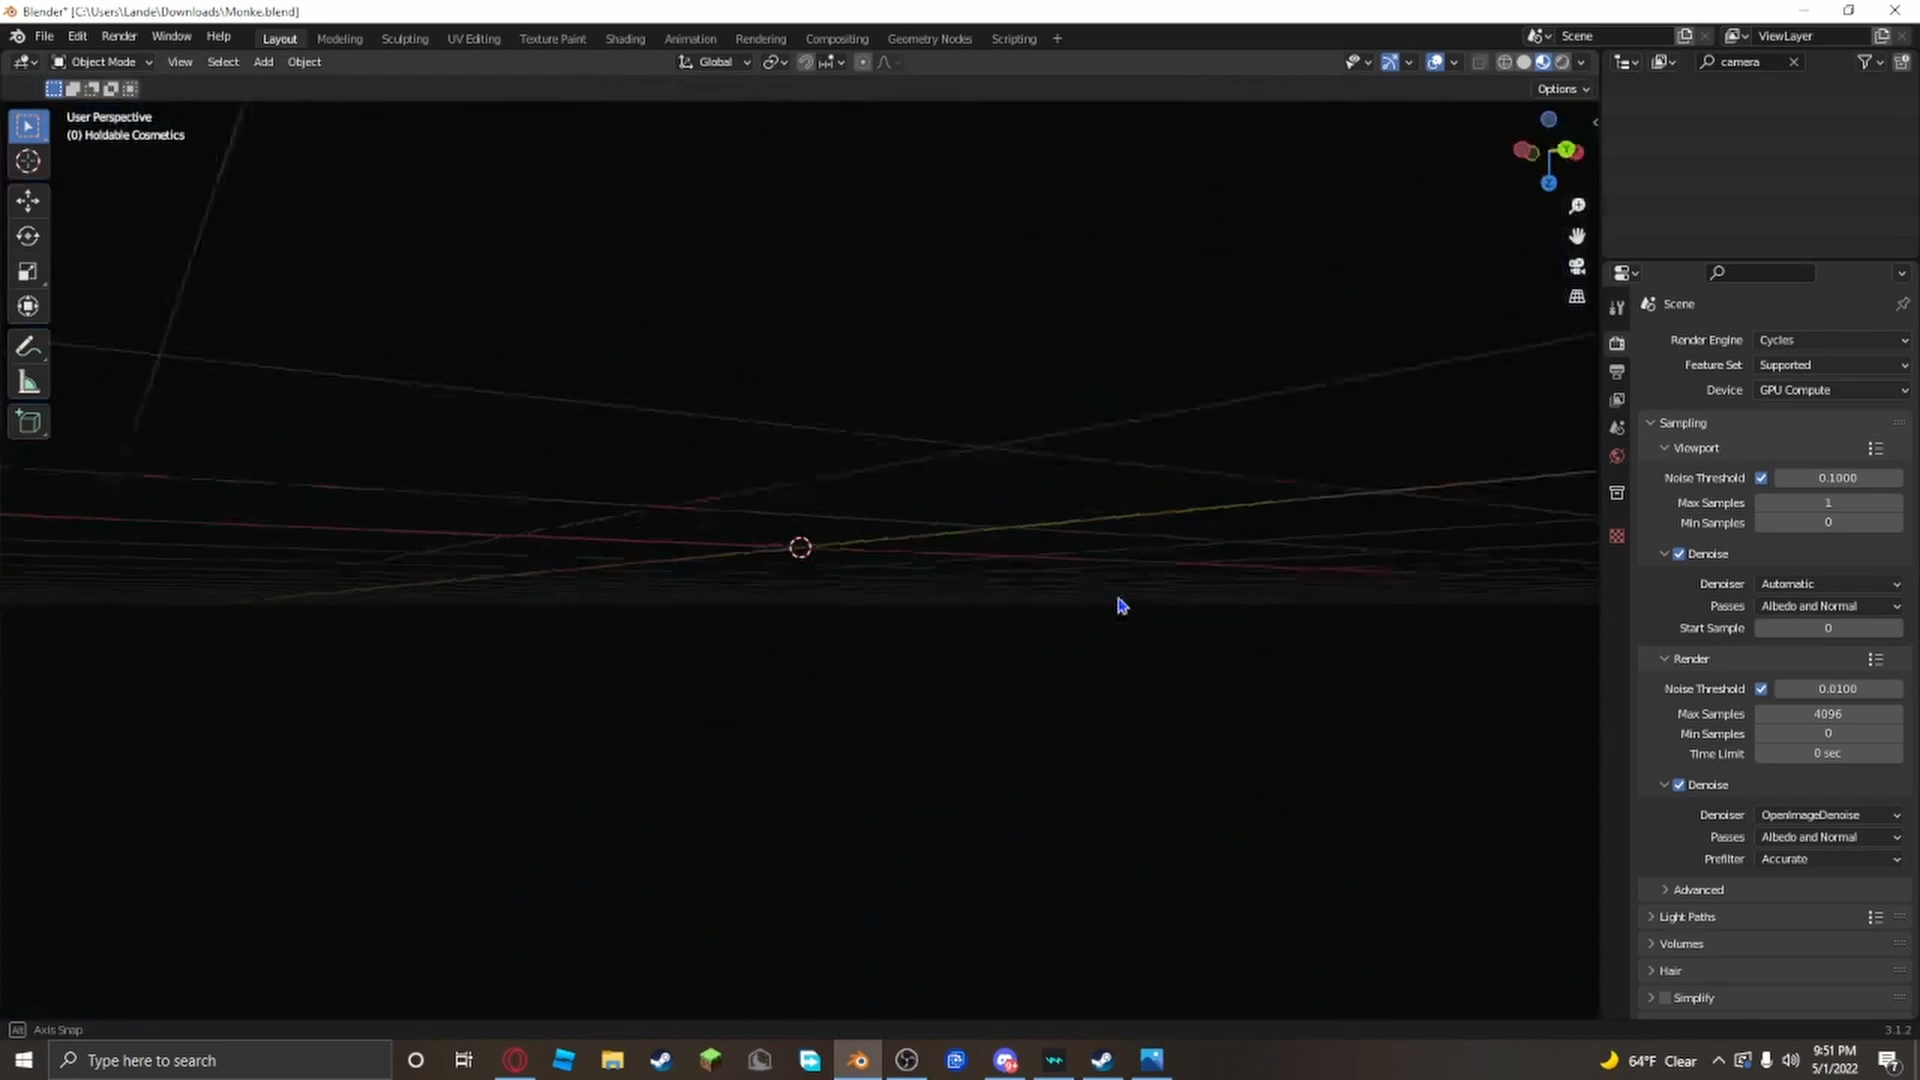 Blender* [C:\Users\Lande\Downloads\Monke.blend]
File Edit Render Window Help Layout Modeling Sculpting UV Editing Texture Paint Shading Animation Rendering Compositing Geometry Nodes Scripting + Scene ViewLayer
Object Mode View Select Add Object Global camera
Options
User Perspective
(0) Holdable Cosmetics
Y
Z
Scene
Render Engine Cycles
Feature Set Supported
Device GPU Compute
Sampling
Viewport
Noise Threshold 0.1000
Max Samples 1
Min Samples 0
Denoise
Denoiser Automatic
Passes Albedo and Normal
Start Sample 0
Render
Noise Threshold 0.0100
Max Samples 4096
Min Samples 0
Time Limit 0 sec
Denoise
Denoiser OpenImageDenoise
Passes Albedo and Normal
Prefilter Accurate
Advanced
Light Paths
Volumes
Hair
Simplify
Alt Axis Snap 3.1.2
Type here to search 9+ 64°F Clear 9:51 PM
5/1/2022 7